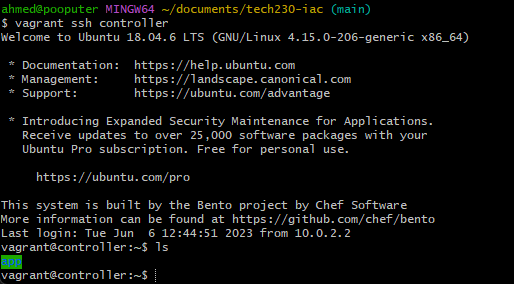 ahmed@pooputer MINGW64 ~/documents/tech230-iac (main)
$ vagrant ssh controller
Welcome to Ubuntu 18.04.6 LTS (GNU/Linux 4.15.0-206-generic x86_64)
* Documentation:  https://help.ubuntu.com
* Management:     https://landscape.canonical.com
* Support:        https://ubuntu.com/advantage
* Introducing Expanded Security Maintenance for Applications.
Receive updates to over 25,000 software packages with your
Ubuntu Pro subscription. Free for personal use.
https://ubuntu.com/pro
This system is built by the Bento project by Chef Software
More information can be found at https://github.com/chef/bento
Last login: Tue Jun  6 12:44:51 2023 from 10.0.2.2
vagrant@controller:~$ ls
app
vagrant@controller:~$